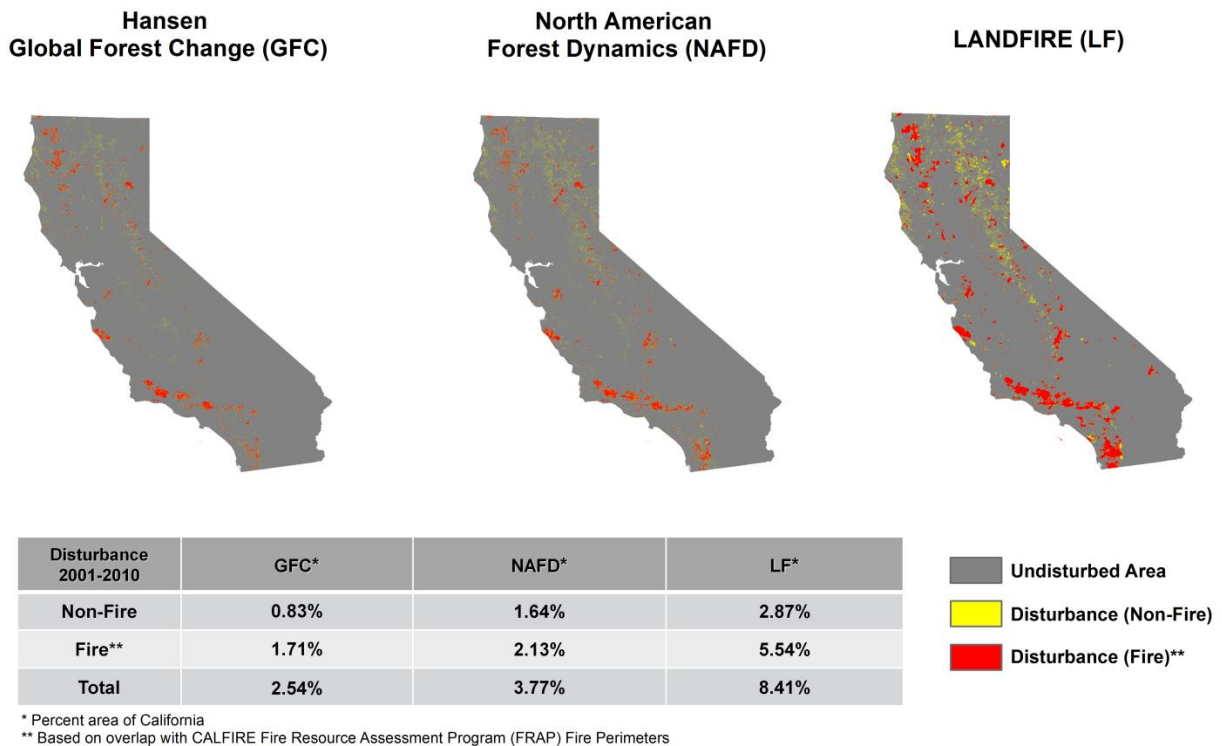 Hansen
Global Forest Change (GFC)
North American
Forest Dynamics (NAFD)
LANDFIRE (LF)
Disturbance
2001-2010
GFC*
NAFD*
LF*
Non-Fire
0.83%
1.64%
2.87%
Fire**
1.71%
2.13%
5.54%
Total
2.54%
3.77%
8.41%
Undisturbed Area
Disturbance (Non-Fire)
Disturbance (Fire)**
* Percent area of California
** Based on overlap with CALFIRE Fire Resource Assessment Program (FRAP) Fire Perimeters